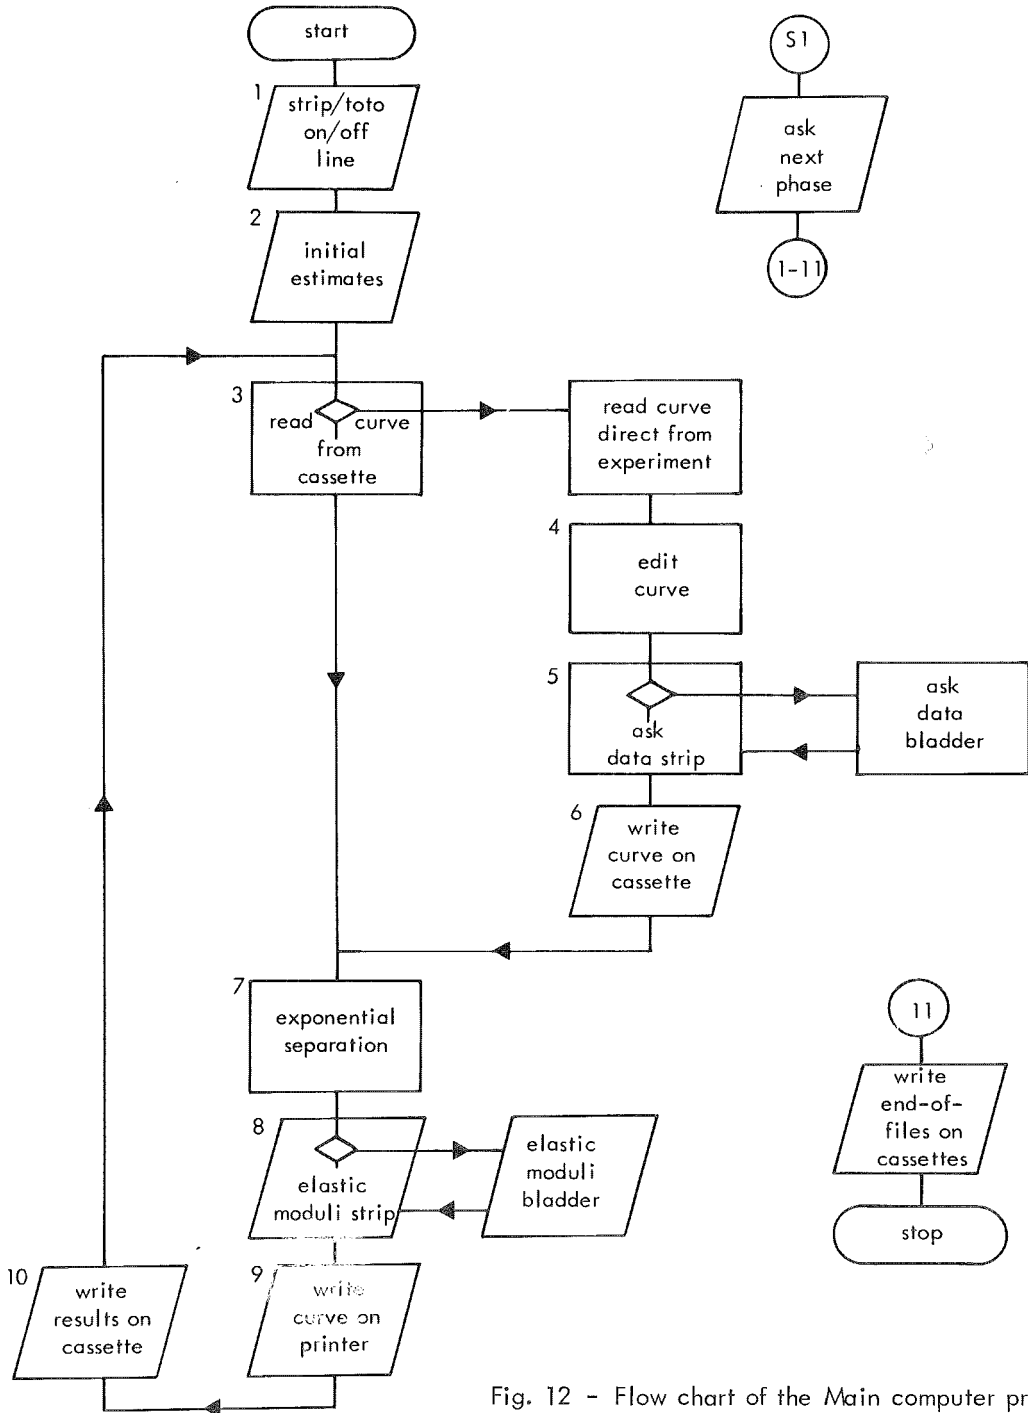 start
1
strip/toto
on/off
line
2
initial
estimates
3
read curve
from
cassette
read curve
direct from
experiment
4
edit
curve
5
ask
data strip
ask
data
bladder
6
write
curve on
cassette
7
exponential
separation
8
elastic
moduli strip
elastic
moduli
bladder
9
write
curve on
printer
10
write
results on
cassette
S1
ask
next
phase
1-11
11
write
end-of-
files on
cassettes
stop
Fig. 12 - Flow chart of the Main computer pr